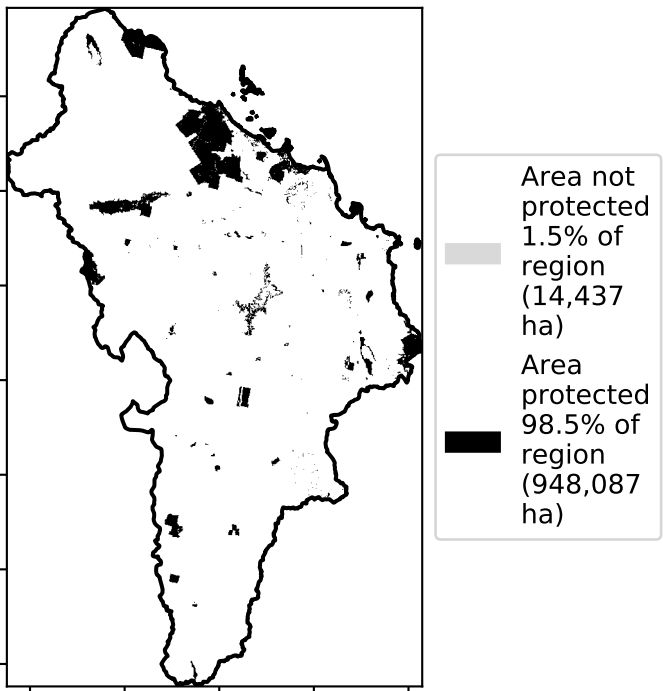 Area not
protected
1.5% of
region
(14,437
ha)
Area
protected
98.5% of
region
(948,087
ha)